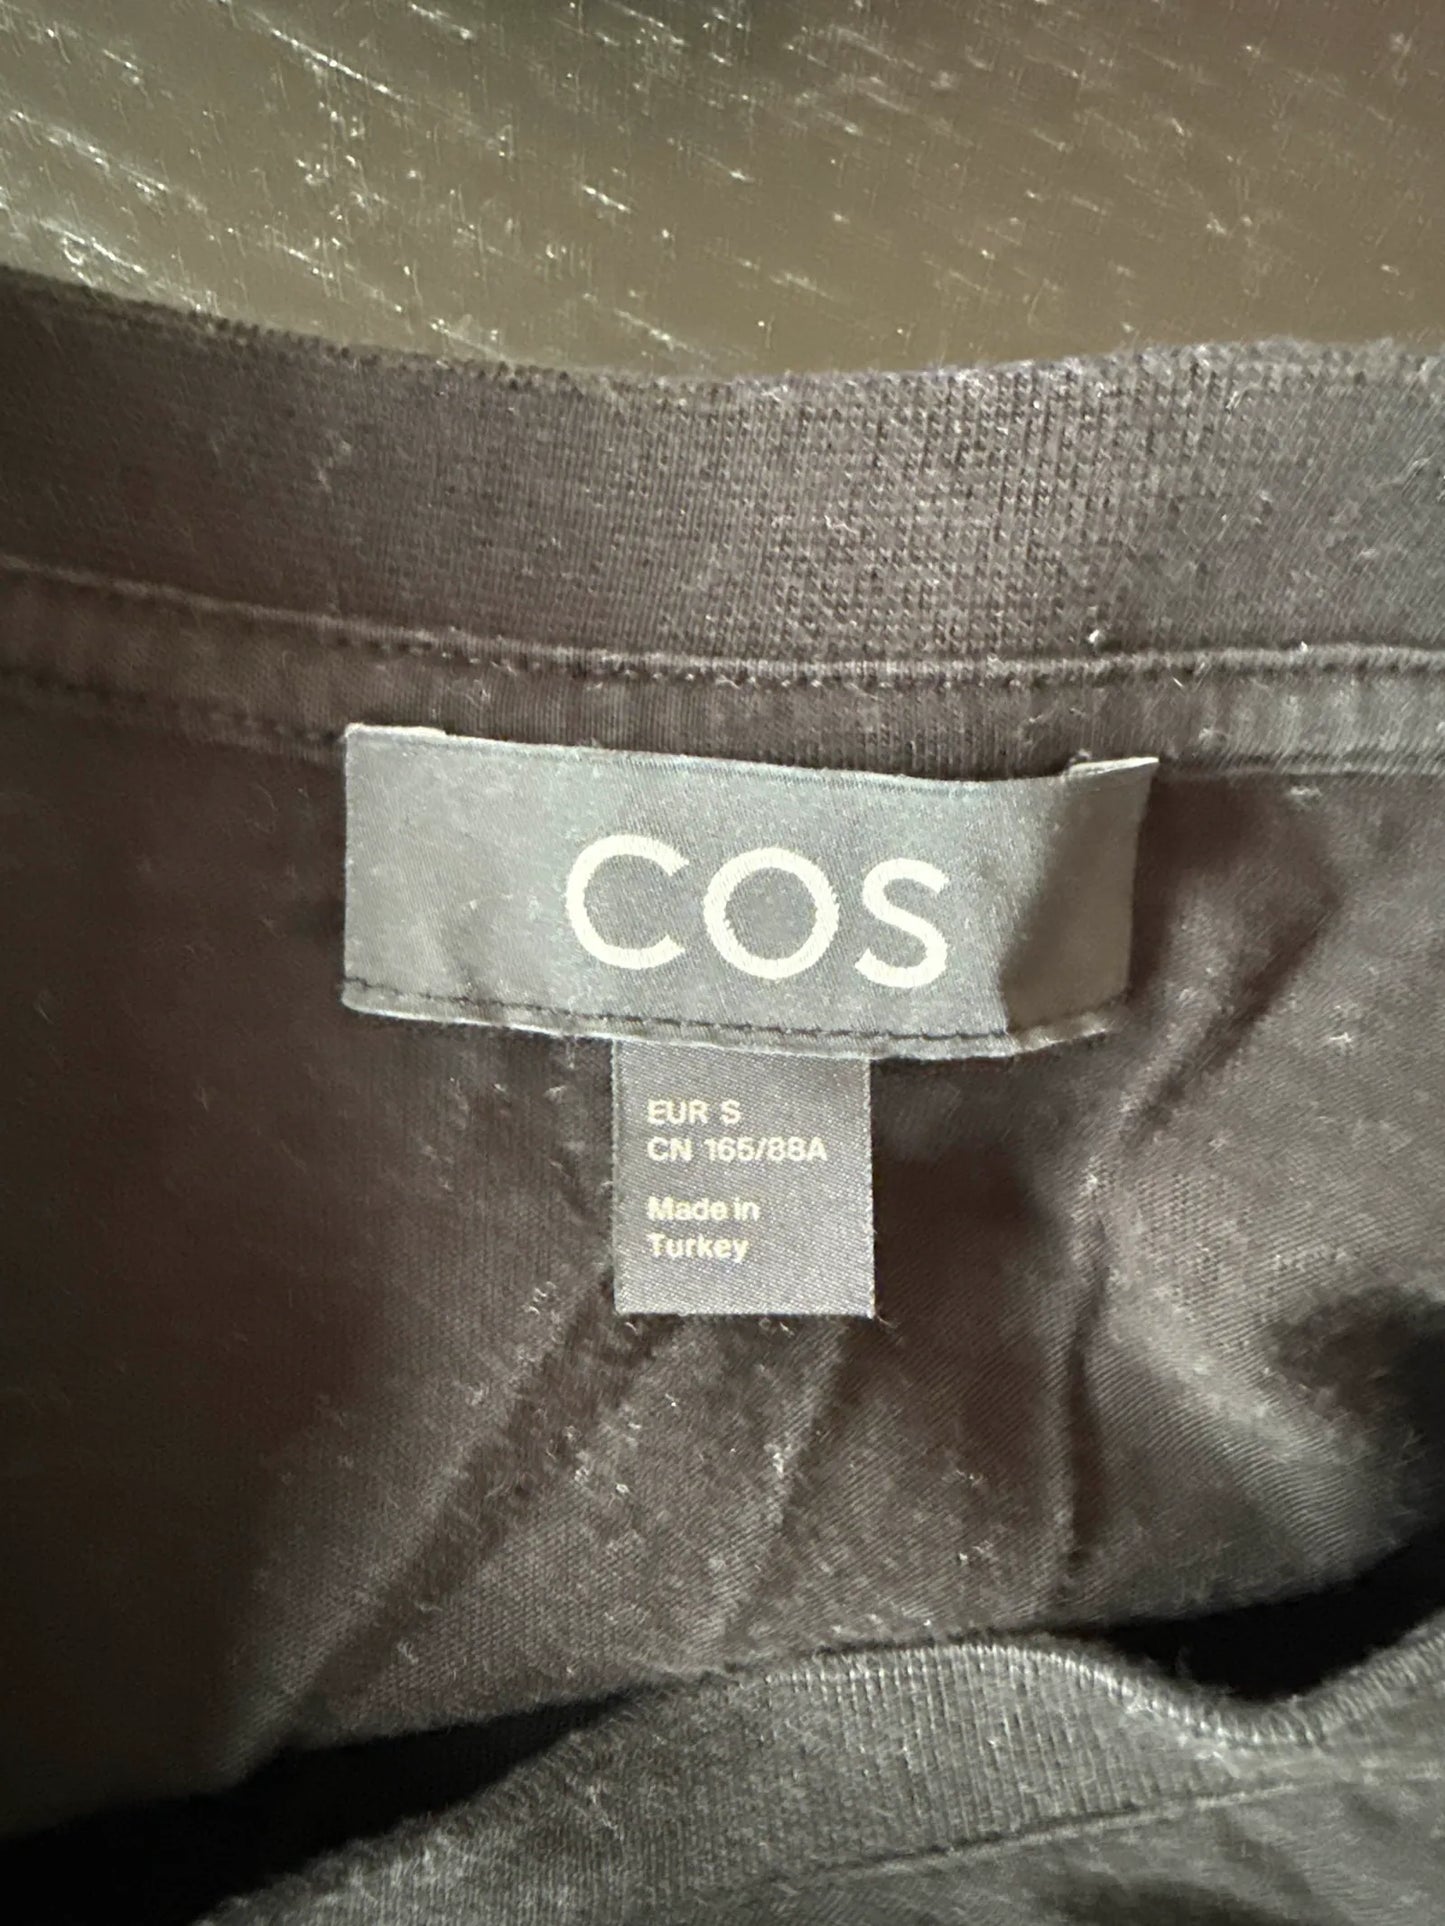 COS
EUR S
CN 165/88A
Made in
Turkey